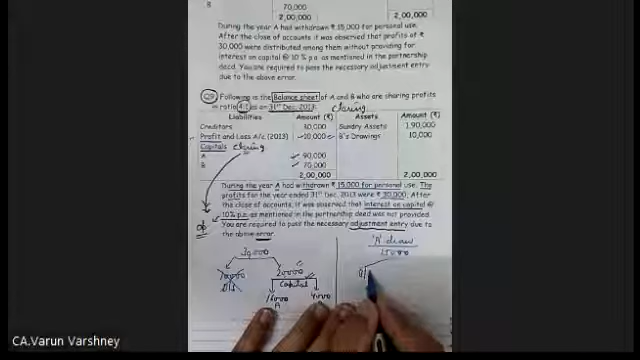 B 70,000
2,00,000 2,00,000
During the year A had withdrawn ₹ 15,000 for personal use.
After the close of accounts it was observed that profits of ₹
30,000 were distributed among them without providing for
interest on capital @ 10 % p.a. as mentioned in the partnership
deed. You are required to pass the necessary adjustment entry
due to the above error.
Q9 Following is the Balance sheet of A and B who are sharing profits
in ratio 4:1 as on 31st Dec. 2013. closing
Liabilities Amount (₹) Assets Amount (₹)
Creditors 30,000 Sundry Assets 1,90,000
Profit and Loss A/c (2013) 10,000 B's Drawings 10,000
Capitals closing
A 90,000
B 70,000
2,00,000 2,00,000
During the year A had withdrawn ₹ 15,000 for personal use. The
profits for the year ended 31st Dec. 2013 were ₹ 30,000. After
the close of accounts, it was observed that interest on capital @
10% p.a. as mentioned in the partnership deed was not provided.
You are required to pass the necessary adjustment entry due to
the above error.
30,000
20000
Capital
16000 4000
A
'A' draw
15000
CA.Varun Varshney